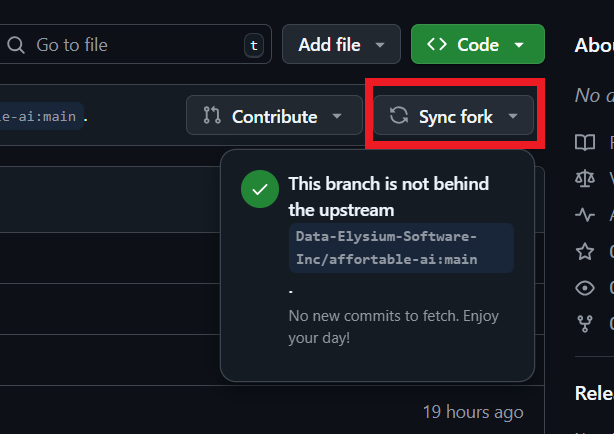 Go to file
t
Add file
Code
Abou
No d
e-ai:main .
Contribute
Sync fork
This branch is not behind
the upstream
Data-Elysium-Software-
Inc/affortable-ai:main
.
No new commits to fetch. Enjoy
your day!
19 hours ago
Rele